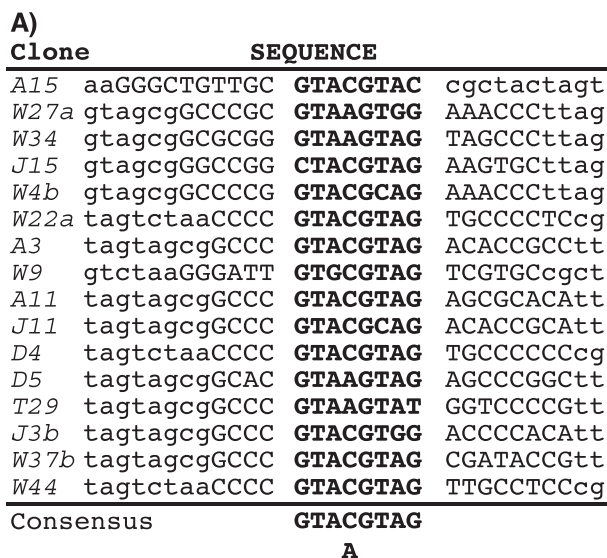 A)
Clone SEQUENCE
A15 aaGGGCTGTTGC GTACGTAC cgctactagt
W27a gtagcgGCCCGC GTAAGTGG AAACCCttag
W34 gtagcgGCGCGG GTAAGTAG TAGCCCttag
J15 gtagcgGGCCGG CTACGTAG AAGTGCttag
W4b gtagcgGCCCCG GTACGCAG AAACCCttag
W22a tagtctaaCCCC GTACGTAG TGCCCCTCcg
A3 tagtagcgGCCC GTACGTAG ACACCGCCtt
W9 gtctaaGGGATT GTGCGTAG TCGTGCcgct
A11 tagtagcgGCCC GTACGTAG AGCGCACAtt
J11 tagtagcgGCCC GTACGCAG ACACCGCAtt
D4 tagtctaaCCCC GTACGTAG TGCCCCCCcg
D5 tagtagcgGCAC GTAAGTAG AGCCCGGCtt
T29 tagtagcgGCCC GTAAGTAT GGTCCCCGtt
J3b tagtagcgGCCC GTACGTGG ACCCCACAtt
W37b tagtagcgGCCC GTACGTAG CGATACCGtt
W44 tagtctaaCCCC GTACGTAG TTGCCTCCcg
Consensus GTACGTAG
A